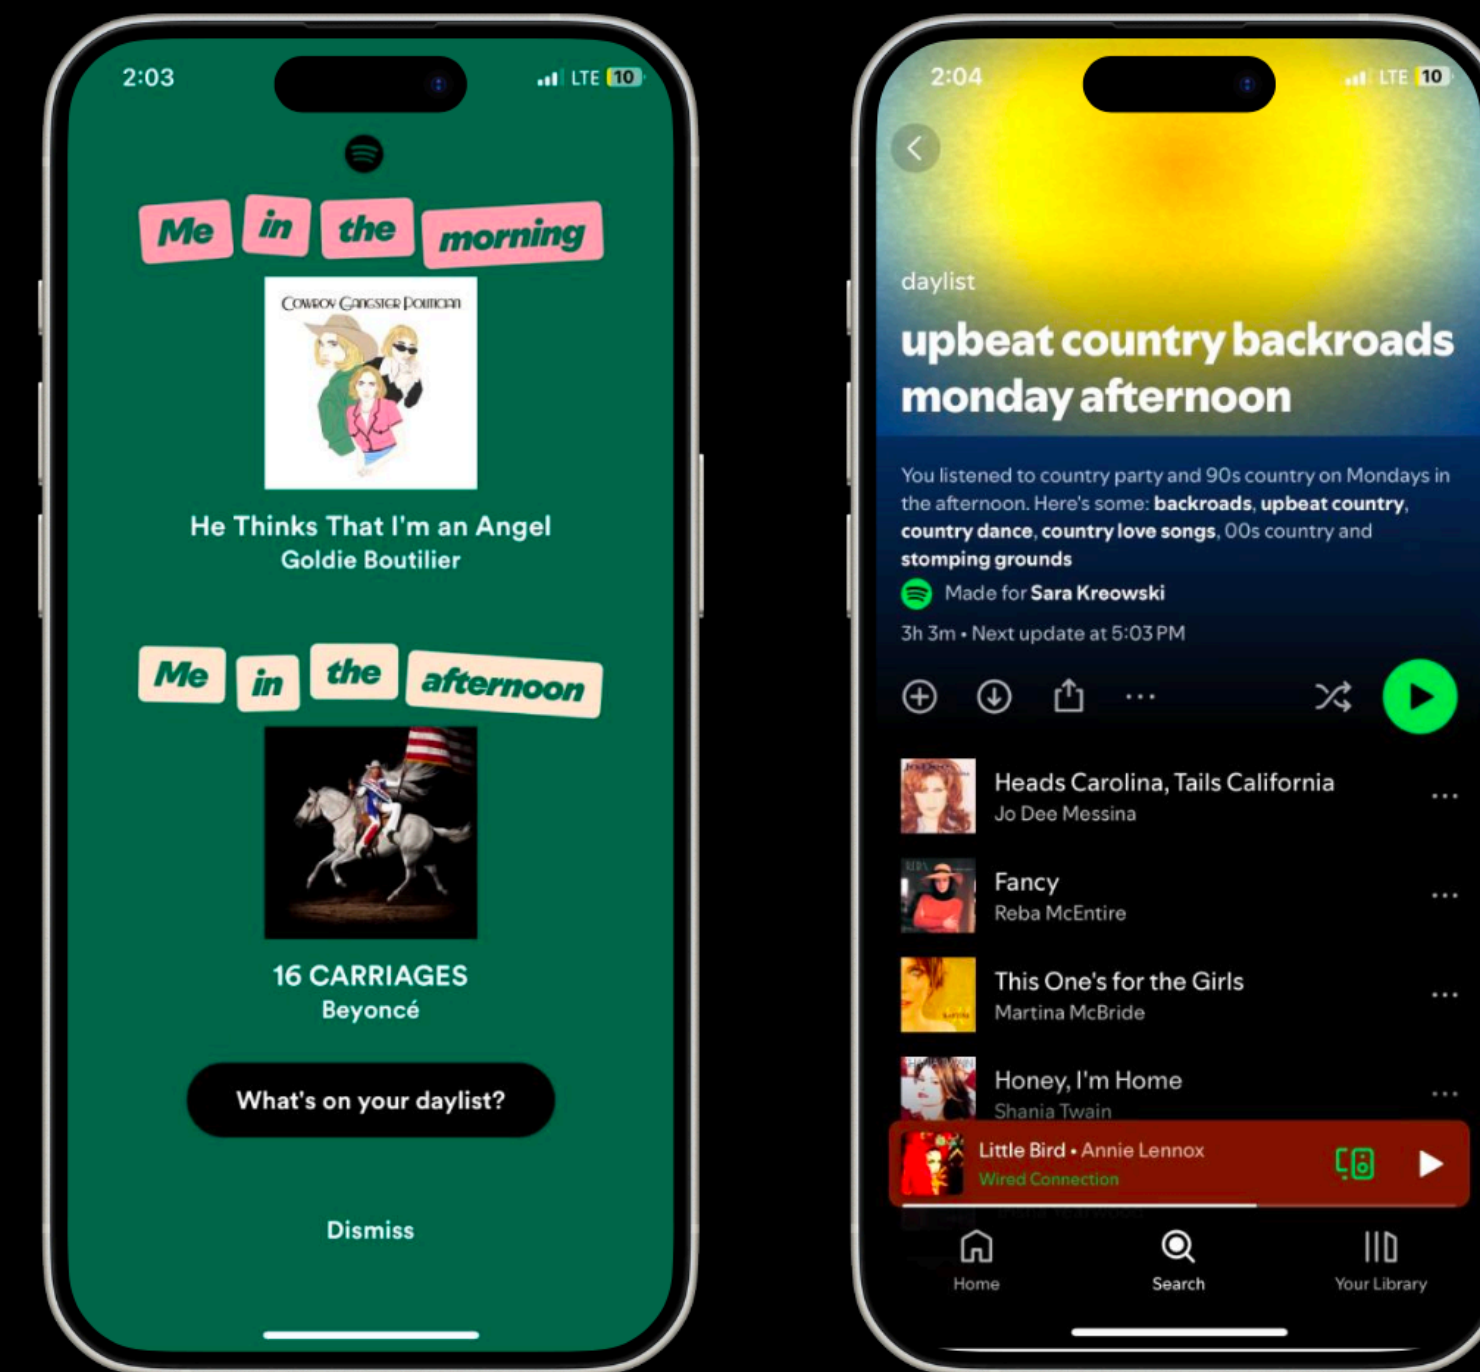 2:03
LTE 10
Me in the morning
COWBOY GANGSTER POLITICIAN
He Thinks That I'm an Angel
Goldie Boutilier
Me in the afternoon
16 CARRIAGES
Beyoncé
What's on your daylist?
Dismiss
2:04
LTE 10
daylist
upbeat country backroads
monday afternoon
You listened to country party and 90s country on Mondays in
the afternoon. Here's some: backroads, upbeat country,
country dance, country love songs, 00s country and
stomping grounds
Made for Sara Kreowski
3h 3m • Next update at 5:03 PM
Heads Carolina, Tails California
Jo Dee Messina
Fancy
Reba McEntire
This One's for the Girls
Martina McBride
Honey, I'm Home
Shania Twain
Little Bird • Annie Lennox
Wired Connection
Home
Search
Your Library